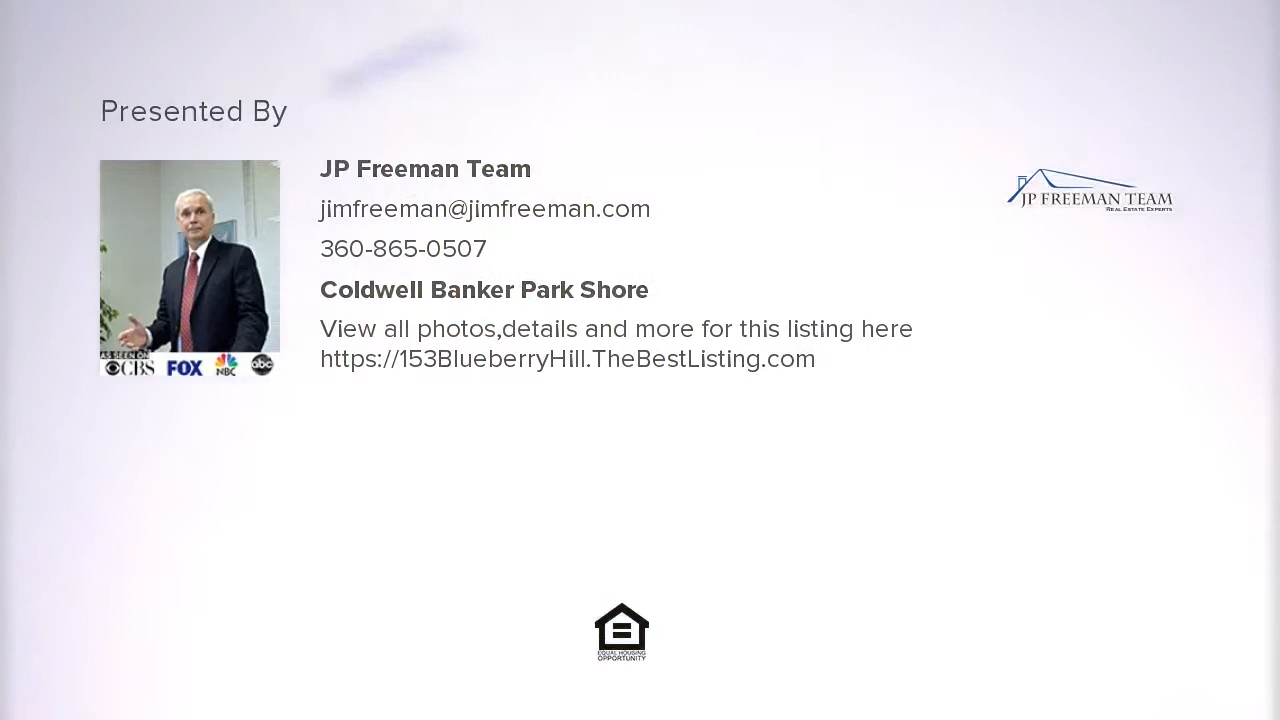 Presented By
JP Freeman Team
jimfreeman@jimfreeman.com
360-865-0507
Coldwell Banker Park Shore
View all photos,details and more for this listing here
https://153BlueberryHill.TheBestListing.com
JP FREEMAN TEAM
REAL ESTATE EXPERTS
AS SEEN ON
CBS FOX NBC abc
EQUAL HOUSING
OPPORTUNITY